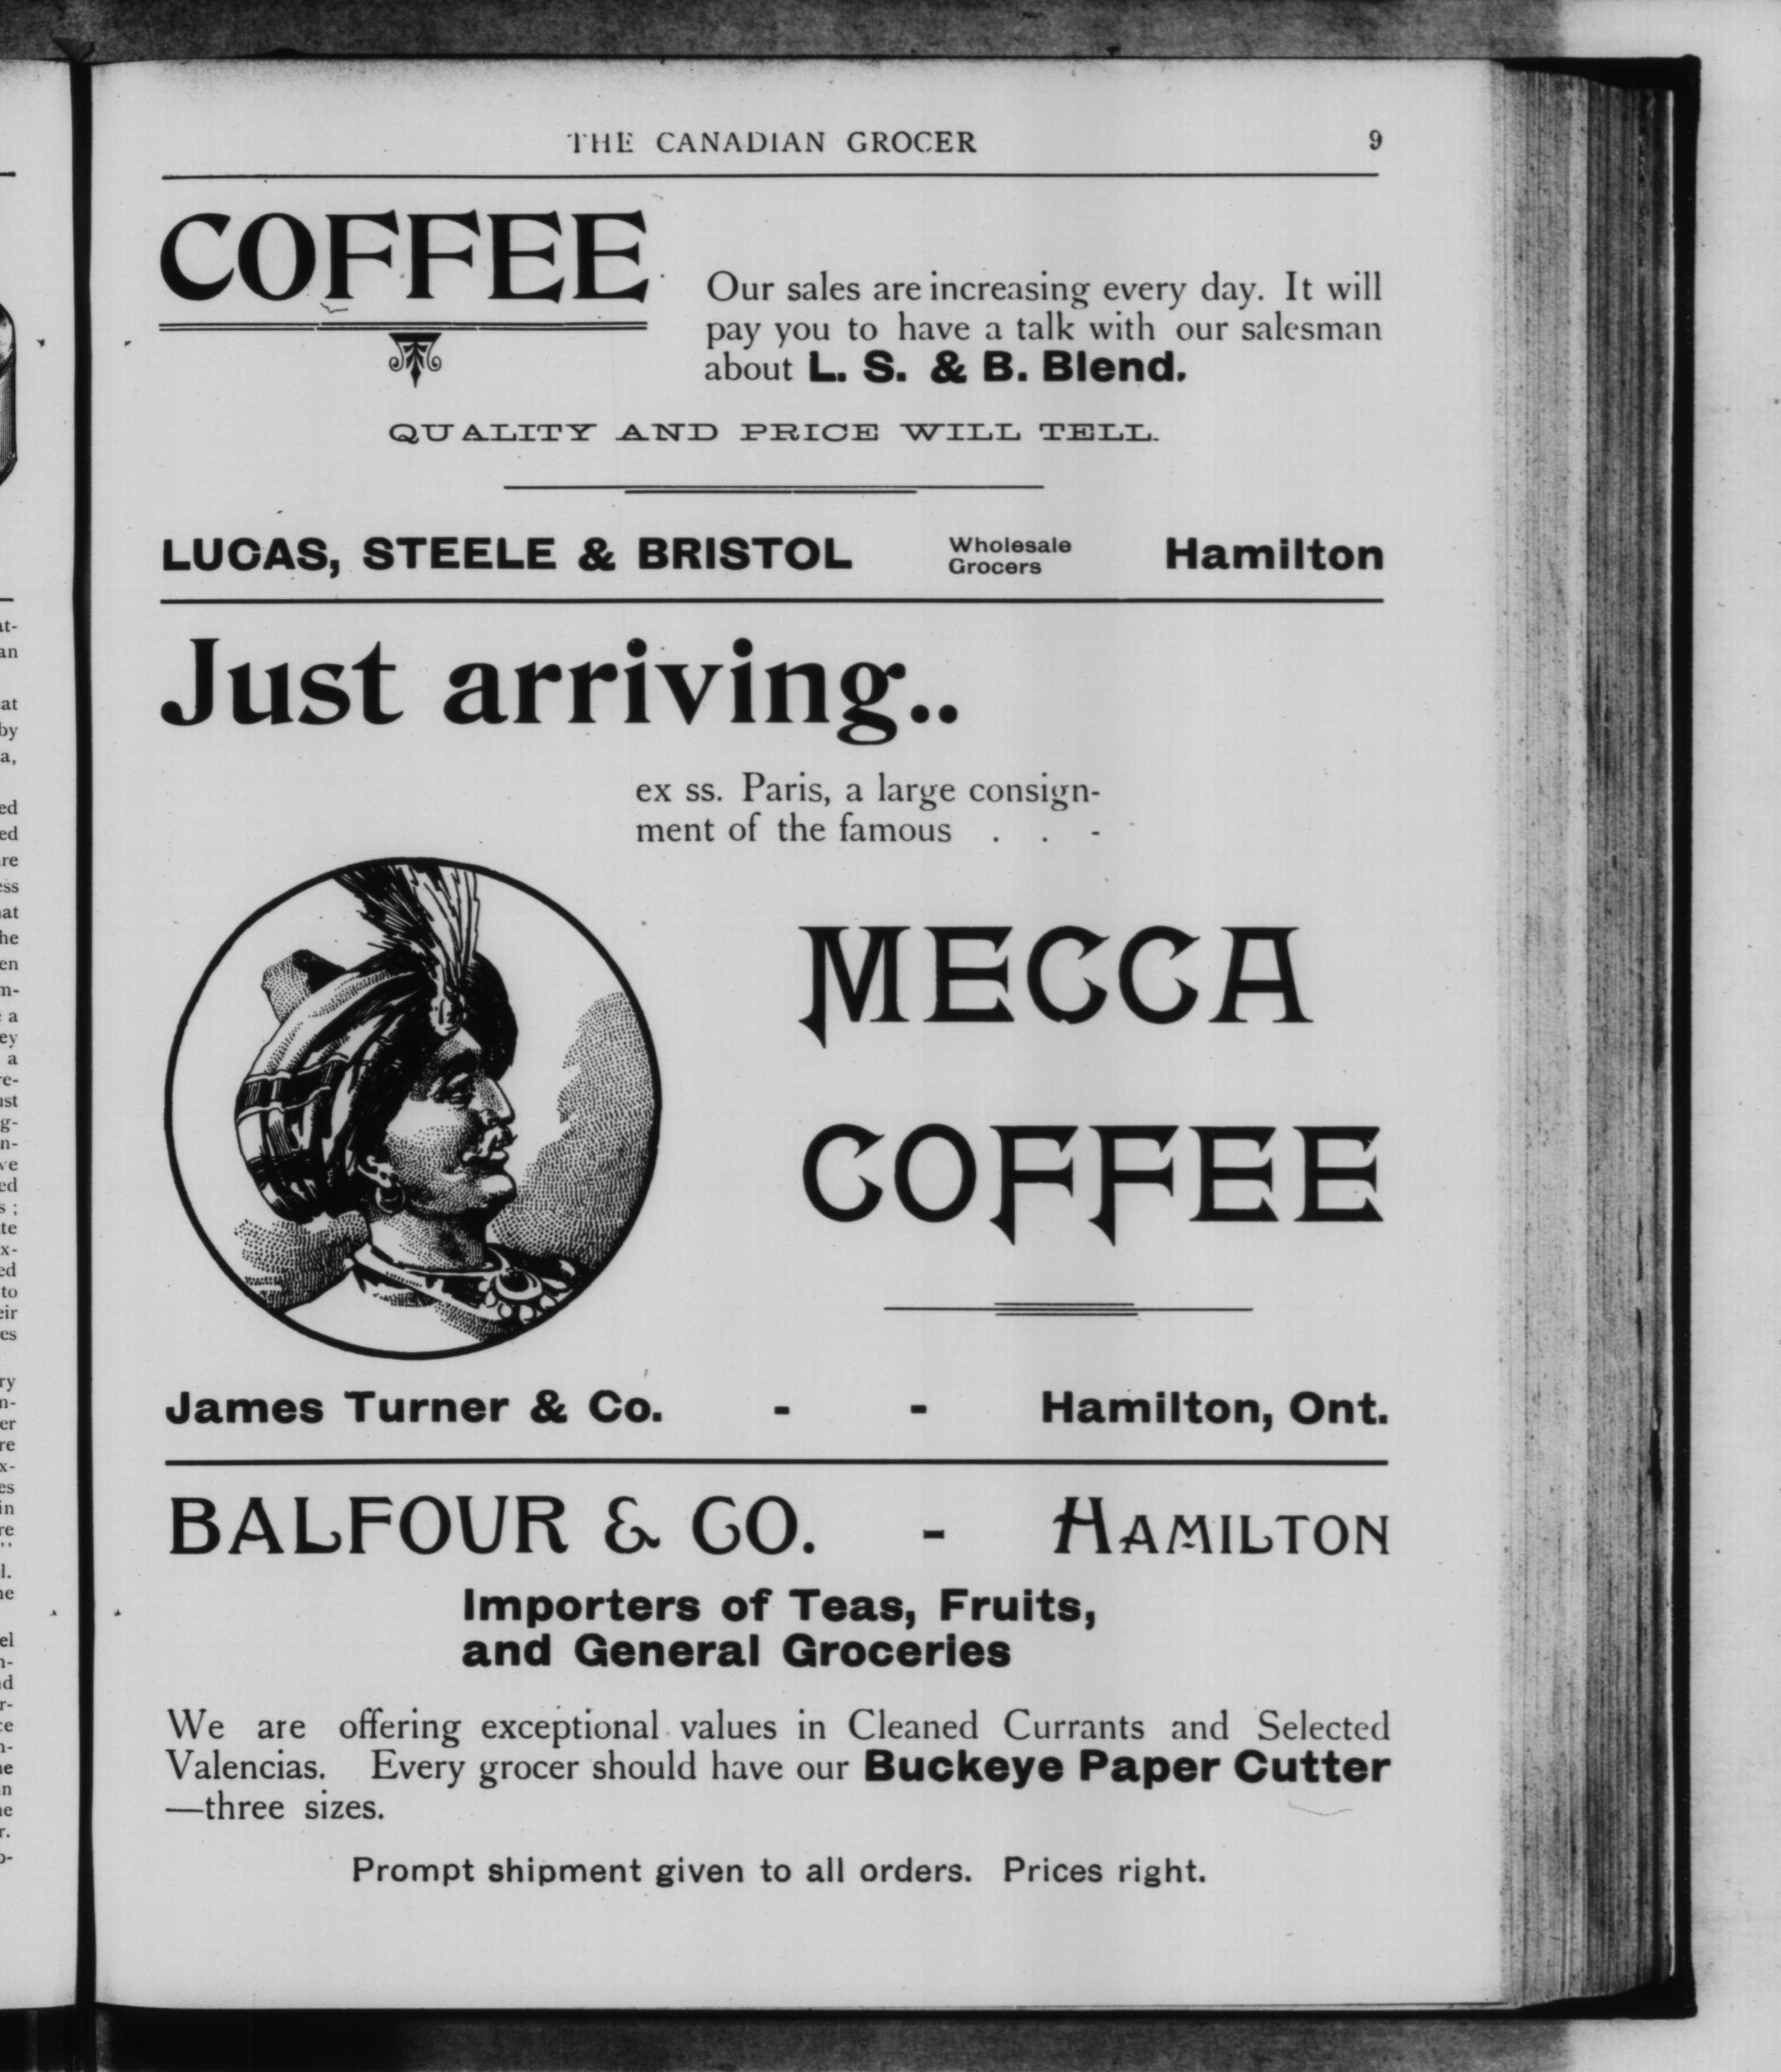 THE CANADIAN GROCER 9
COFFEE
Our sales are increasing every day. It will
pay you to have a talk with our salesman
about L. S. & B. Blend.
QUALITY AND PRICE WILL TELL.
LUCAS, STEELE & BRISTOL Wholesale Grocers Hamilton
Just arriving..
ex ss. Paris, a large consign-
ment of the famous . . -
MECCA
COFFEE
James Turner & Co. - - Hamilton, Ont.
BALFOUR & CO. - HAMILTON
Importers of Teas, Fruits,
and General Groceries
We are offering exceptional values in Cleaned Currants and Selected
Valencias. Every grocer should have our Buckeye Paper Cutter
—three sizes.
Prompt shipment given to all orders. Prices right.